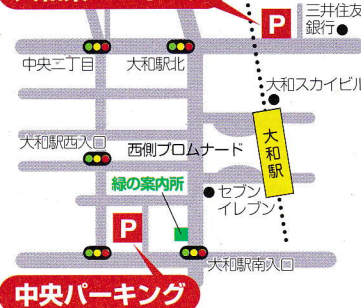 P
三井住友
銀行
中央二丁目
大和駅北
大和スカイビル
大和駅西入口
西側プロムナード
大和駅
緑の案内所
セブン
イレブン
P
大和駅南入口
中央パーキング